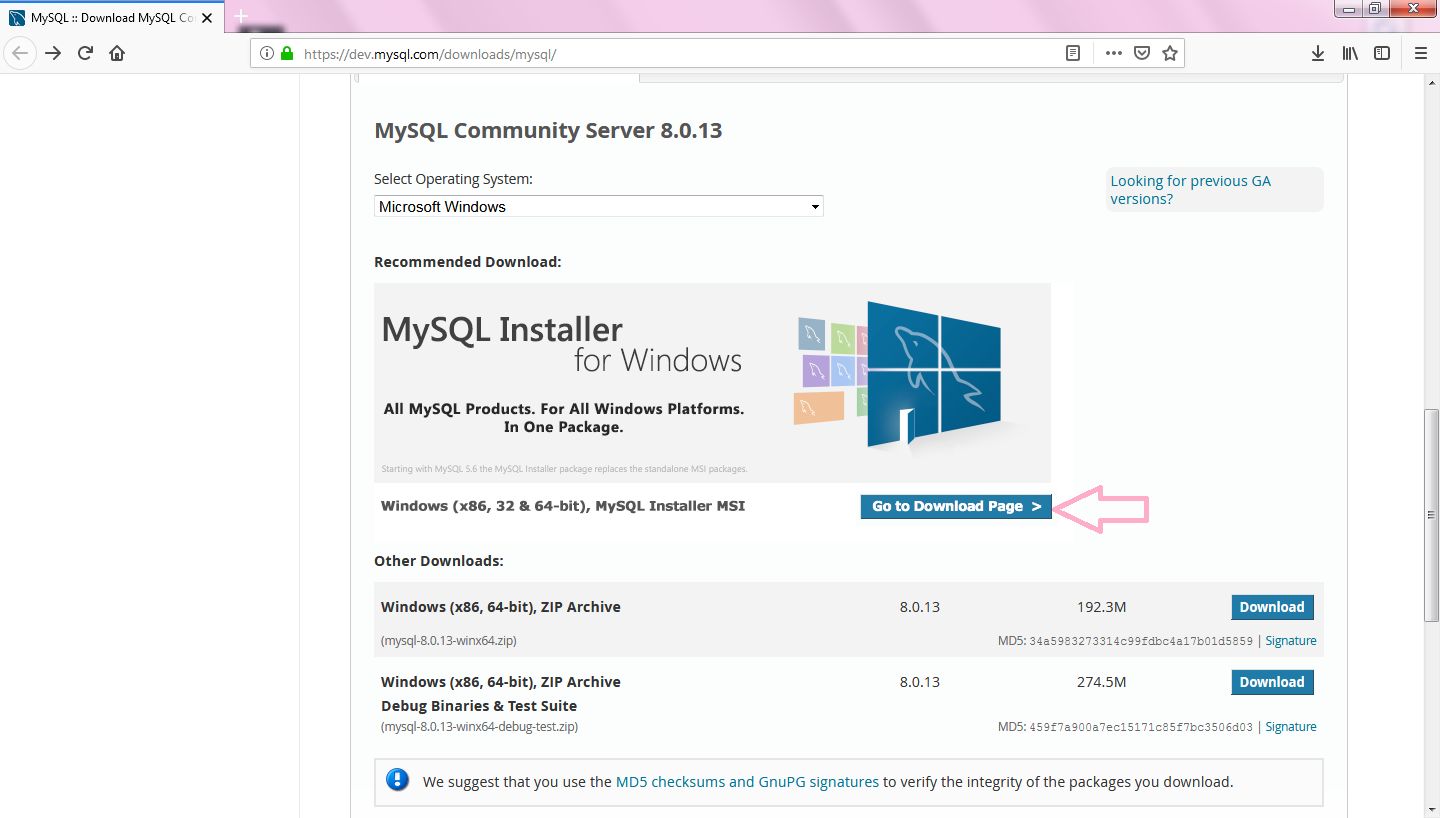 MySQL :: Download MySQL Co
https://dev.mysql.com/downloads/mysql/
MySQL Community Server 8.0.13
Select Operating System:
Microsoft Windows
Looking for previous GA
versions?
Recommended Download:
MySQL Installer
for Windows
All MySQL Products. For All Windows Platforms.
In One Package.
Starting with MySQL 5.6 the MySQL Installer package replaces the standalone MSI packages.
Windows (x86, 32 & 64-bit), MySQL Installer MSI
Go to Download Page >
Other Downloads:
Windows (x86, 64-bit), ZIP Archive 8.0.13 192.3M Download
(mysql-8.0.13-winx64.zip) MD5: 34a5983273314c99fdbc4a17b01d5859 | Signature
Windows (x86, 64-bit), ZIP Archive 8.0.13 274.5M Download
Debug Binaries & Test Suite
(mysql-8.0.13-winx64-debug-test.zip) MD5: 459f7a900a7ec15171c85f7bc3506d03 | Signature
We suggest that you use the MD5 checksums and GnuPG signatures to verify the integrity of the packages you download.